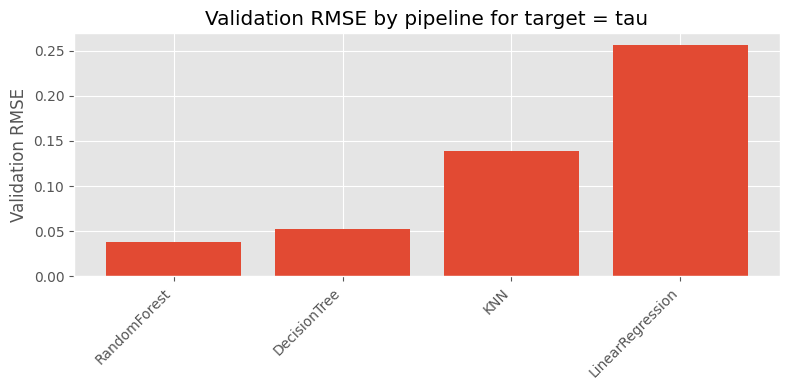 Validation RMSE by pipeline for target = tau
Validation RMSE
0.25
0.20
0.15
0.10
0.05
0.00
RandomForest
DecisionTree
KNN
LinearRegression